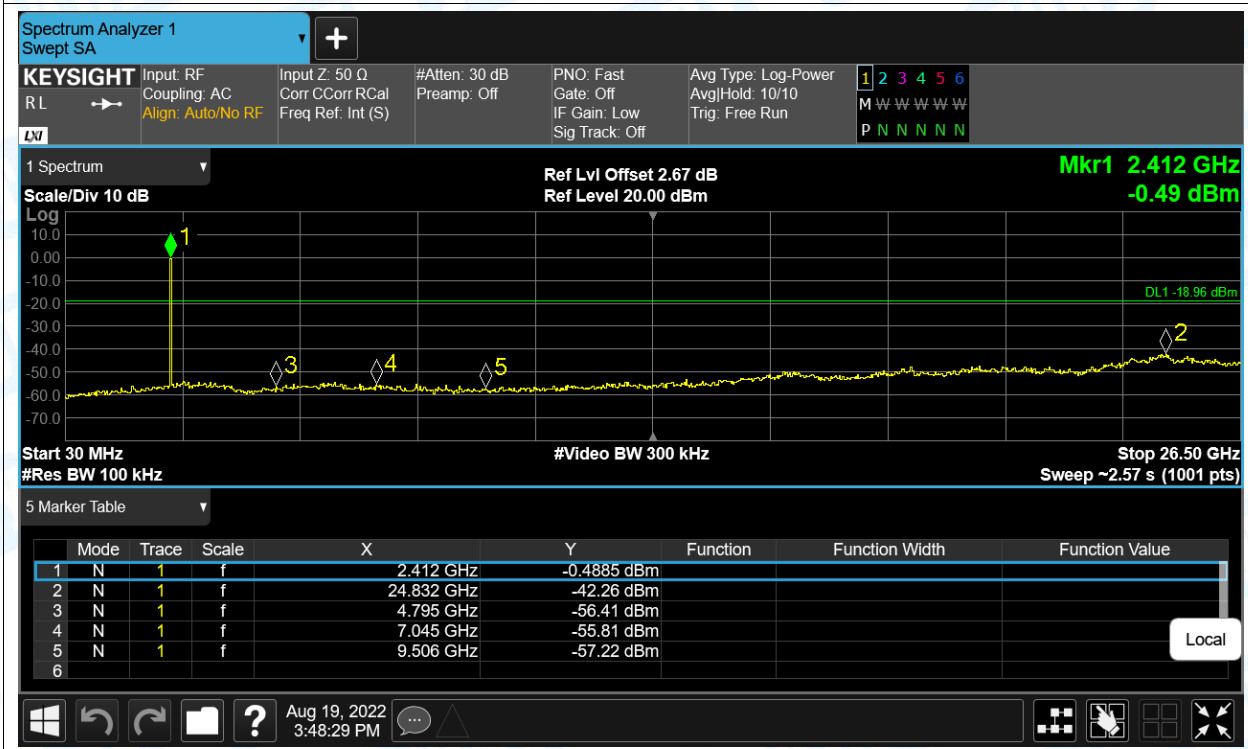 Spectrum Analyzer 1
Swept SA
KEYSIGHT
RL
LXI
Input: RF
Coupling: AC
Align: Auto/No RF
Input Z: 50 Ω
Corr CCorr RCal
Freq Ref: Int (S)
#Atten: 30 dB
Preamp: Off
PNO: Fast
Gate: Off
IF Gain: Low
Sig Track: Off
Avg Type: Log-Power
Avg|Hold: 10/10
Trig: Free Run
1 2 3 4 5 6
M W W W W W
P N N N N N
1 Spectrum
Scale/Div 10 dB
Ref Lvl Offset 2.67 dB
Ref Level 20.00 dBm
Mkr1 2.412 GHz
-0.49 dBm
Log
10.0
0.00
-10.0
-20.0
-30.0
-40.0
-50.0
-60.0
-70.0
1
DL1 -18.96 dBm
2
3
4
5
Start 30 MHz
#Video BW 300 kHz
Stop 26.50 GHz
#Res BW 100 kHz
Sweep ~2.57 s (1001 pts)
5 Marker Table
Mode Trace Scale X Y Function Function Width Function Value
1 N 1 f 2.412 GHz -0.4885 dBm
2 N 1 f 24.832 GHz -42.26 dBm
3 N 1 f 4.795 GHz -56.41 dBm
4 N 1 f 7.045 GHz -55.81 dBm
5 N 1 f 9.506 GHz -57.22 dBm
6
Local
?
Aug 19, 2022
3:48:29 PM